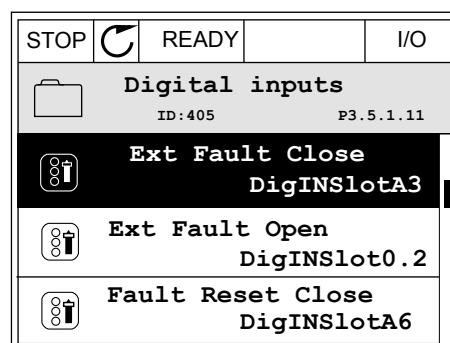 STOP READY I/O
Digital inputs
ID:405 P3.5.1.11
Ext Fault Close
DigINSlotA3
Ext Fault Open
DigINSlot0.2
Fault Reset Close
DigINSlotA6